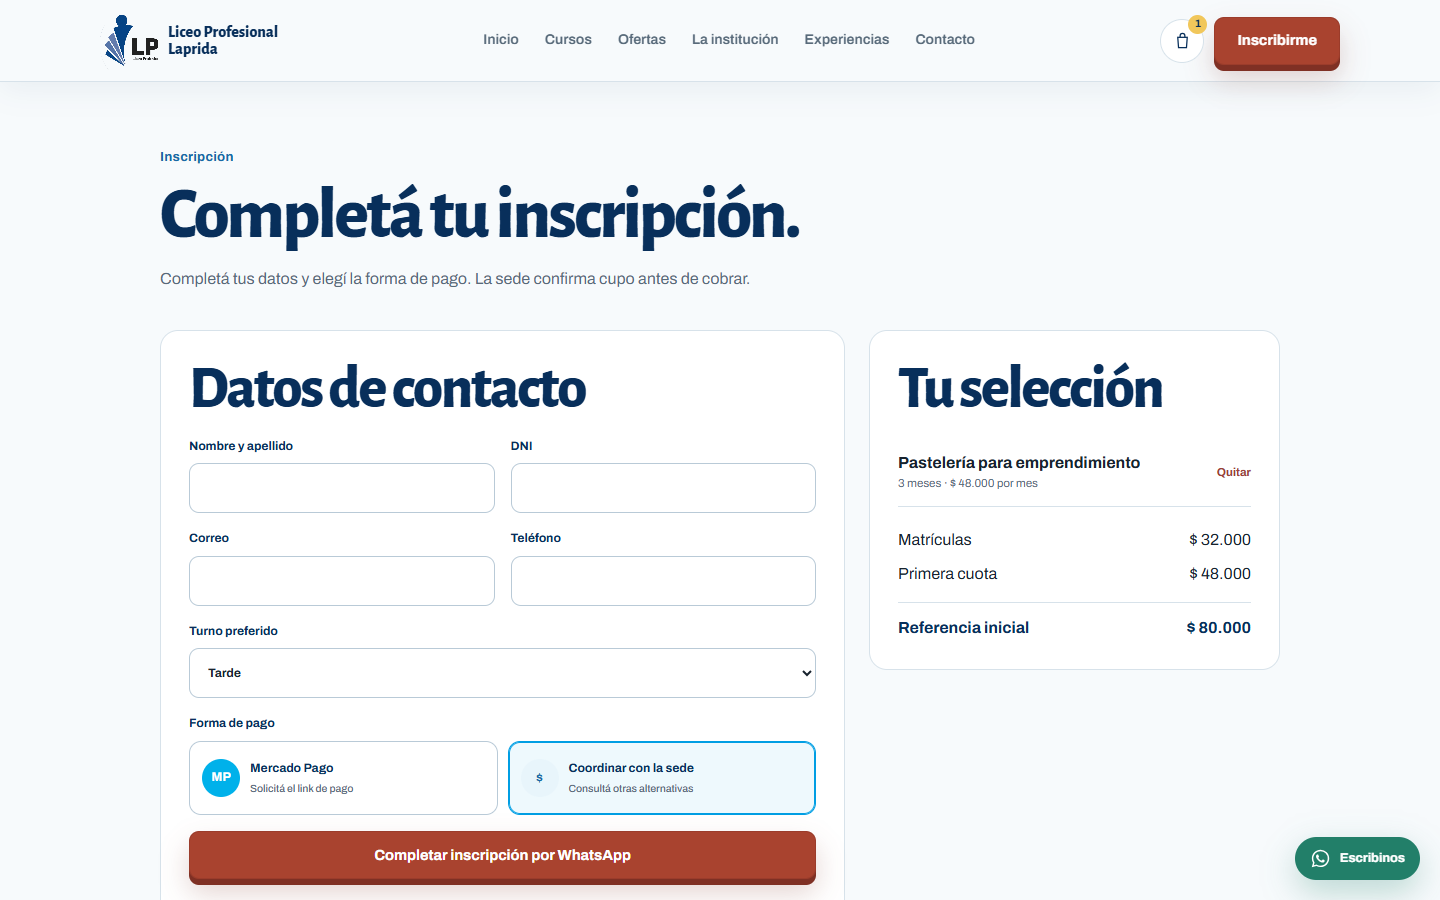 LP
Liceo Profesional
Laprida
Inicio
Cursos
Ofertas
La institución
Experiencias
Contacto
1
Inscribirme
Inscripción
Completá tu inscripción.
Completá tus datos y elegí la forma de pago. La sede confirma cupo antes de cobrar.
Datos de contacto
Nombre y apellido
DNI
Correo
Teléfono
Turno preferido
Tarde
Forma de pago
MP
Mercado Pago
Solicitá el link de pago
$
Coordinar con la sede
Consultá otras alternativas
Completar inscripción por WhatsApp
Tu selección
Pastelería para emprendimiento
3 meses · $ 48.000 por mes
Quitar
Matrículas
$ 32.000
Primera cuota
$ 48.000
Referencia inicial
$ 80.000
Escribinos